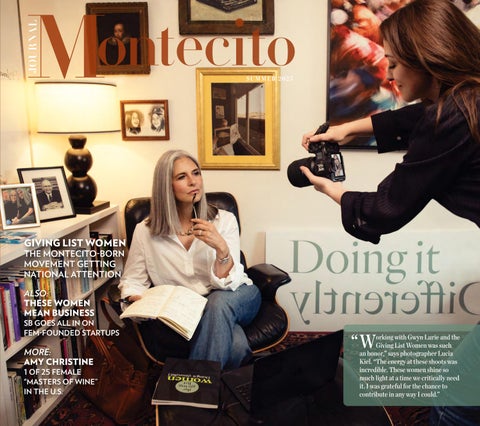 JOURNAL
Montecito
SUMMER 2025
GIVING LIST WOMEN
THE MONTECITO-BORN
MOVEMENT GETTING
NATIONAL ATTENTION
ALSO:
THESE WOMEN
MEAN BUSINESS
SB GOES ALL IN ON
FEM-FOUNDED STARTUPS
MORE:
AMY CHRISTINE
1 OF 25 FEMALE
"MASTERS OF WINE"
IN THE U.S.
Doing it
Differently
women
“Working with Gwyn Lurie and the
Giving List Women was such
an honor,” says photographer Lucia
Kiel. “The energy at these shoots was
incredible. These women shine so
much light at a time we critically need
it. I was grateful for the chance to
contribute in any way I could.”